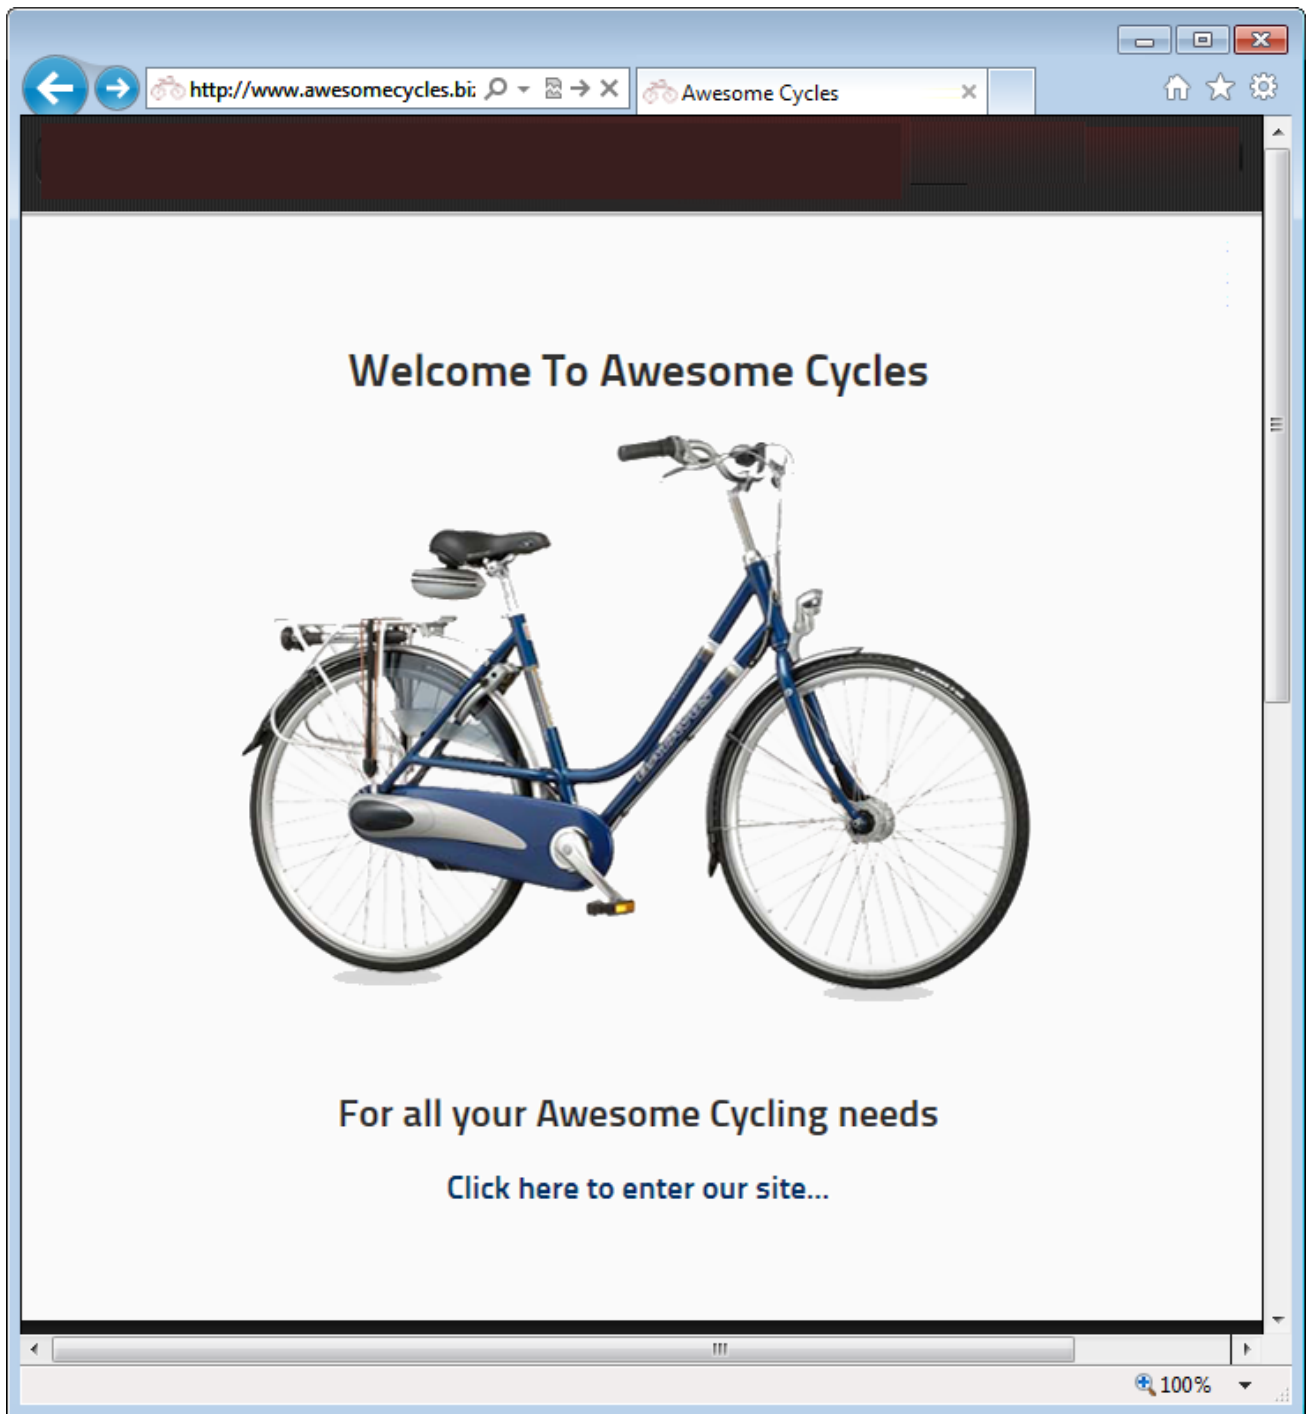 http://www.awesomecycles.biz
Awesome Cycles
Welcome To Awesome Cycles
For all your Awesome Cycling needs
Click here to enter our site...
100%